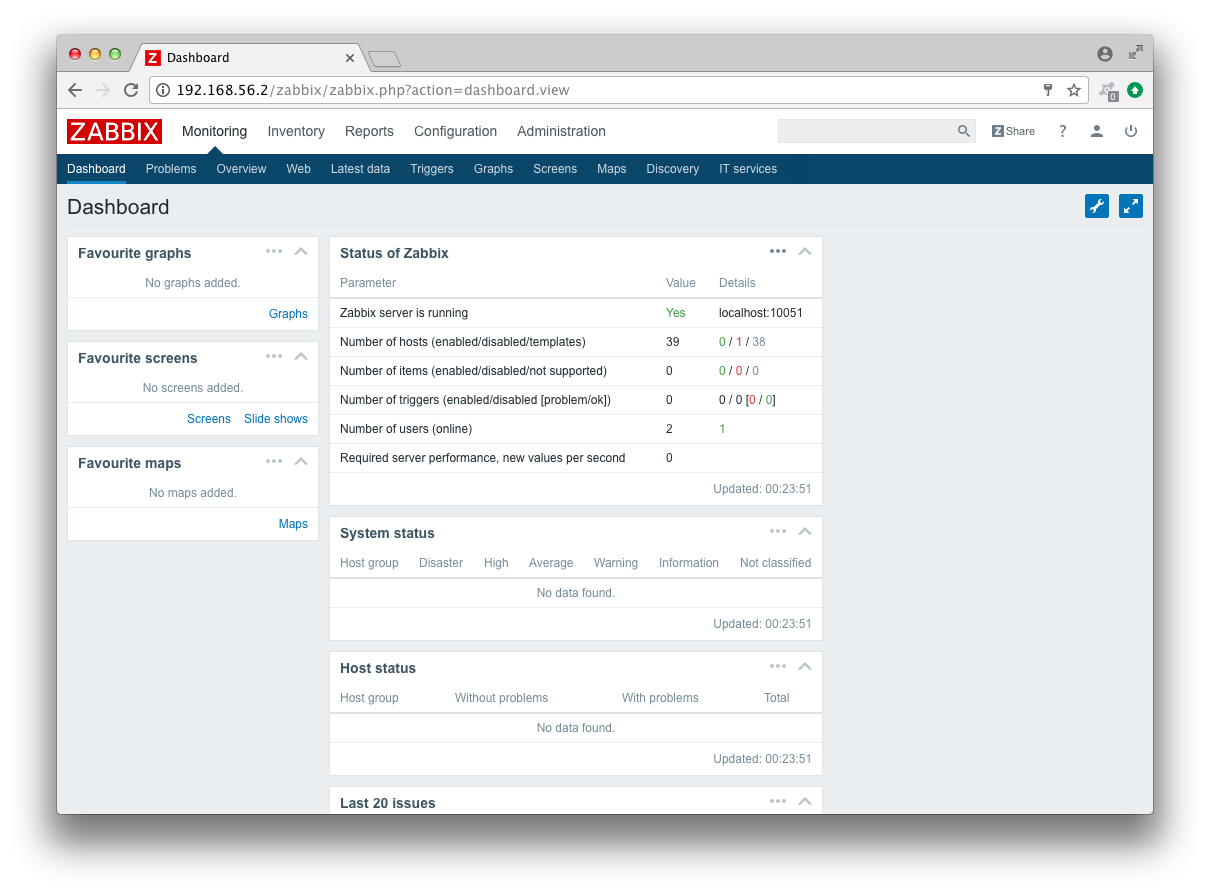 Z Dashboard
192.168.56.2/zabbix/zabbix.php?action=dashboard.view
0
ZABBIX Monitoring Inventory Reports Configuration Administration Z Share ?
Dashboard Problems Overview Web Latest data Triggers Graphs Screens Maps Discovery IT services
Dashboard
Favourite graphs
No graphs added.
Graphs
Favourite screens
No screens added.
Screens Slide shows
Favourite maps
No maps added.
Maps
Status of Zabbix
Parameter Value Details
Zabbix server is running Yes localhost:10051
Number of hosts (enabled/disabled/templates) 39 0 / 1 / 38
Number of items (enabled/disabled/not supported) 0 0 / 0 / 0
Number of triggers (enabled/disabled [problem/ok]) 0 0 / 0 [0 / 0]
Number of users (online) 2 1
Required server performance, new values per second 0
Updated: 00:23:51
System status
Host group Disaster High Average Warning Information Not classified
No data found.
Updated: 00:23:51
Host status
Host group Without problems With problems Total
No data found.
Updated: 00:23:51
Last 20 issues